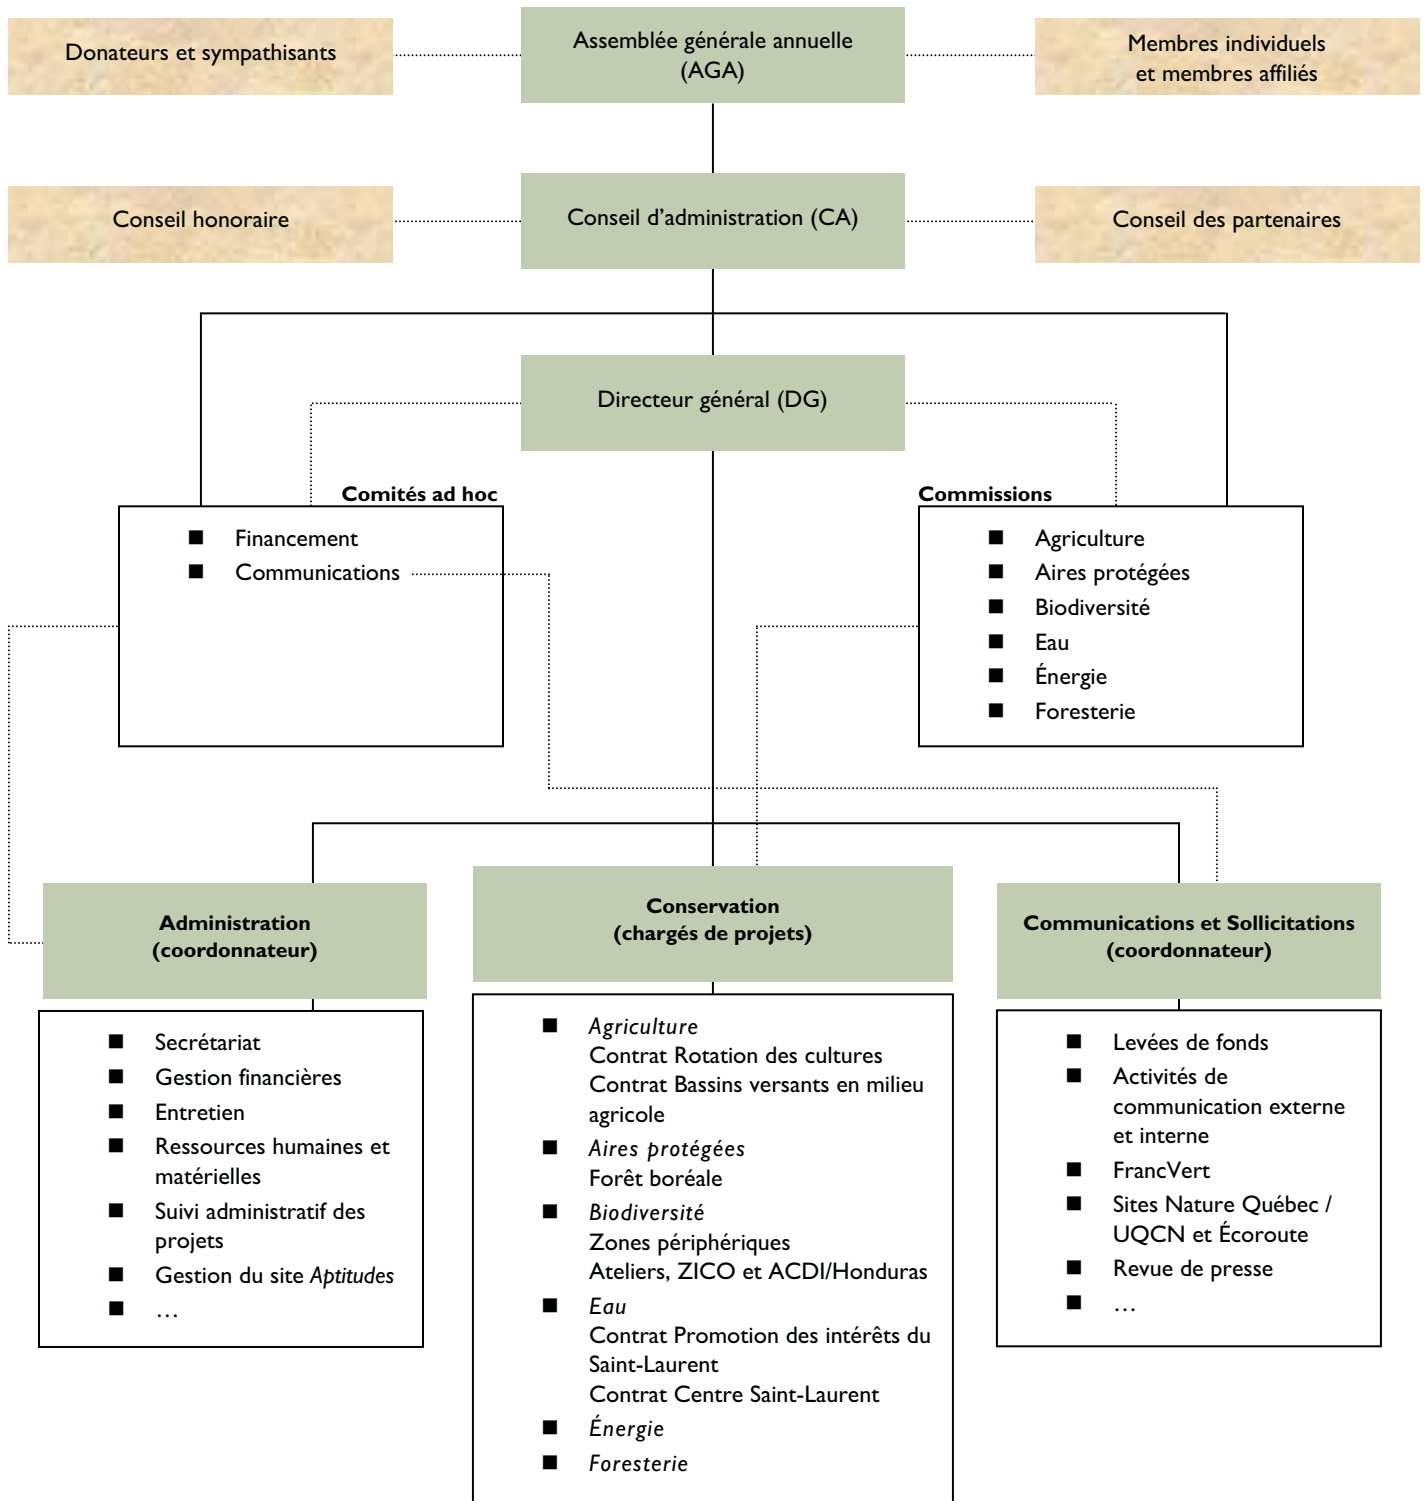 Donateurs et sympathisants
Assemblée générale annuelle
(AGA)
Membres individuels
et membres affiliés
Conseil honoraire
Conseil d’administration (CA)
Conseil des partenaires
Directeur général (DG)
Comités ad hoc
■ Financement
■ Communications
Commissions
■ Agriculture
■ Aires protégées
■ Biodiversité
■ Eau
■ Énergie
■ Foresterie
Administration
(coordonnateur)
■ Secrétariat
■ Gestion financières
■ Entretien
■ Ressources humaines et
matérielles
■ Suivi administratif des
projets
■ Gestion du site Aptitudes
■ …
Conservation
(chargés de projets)
■ Agriculture
Contrat Rotation des cultures
Contrat Bassins versants en milieu
agricole
■ Aires protégées
Forêt boréale
■ Biodiversité
Zones périphériques
Ateliers, ZICO et ACDI/Honduras
■ Eau
Contrat Promotion des intérêts du
Saint-Laurent
Contrat Centre Saint-Laurent
■ Énergie
■ Foresterie
Communications et Sollicitations
(coordonnateur)
■ Levées de fonds
■ Activités de
communication externe
et interne
■ FrancVert
■ Sites Nature Québec /
UQCN et Écoroute
■ Revue de presse
■ …